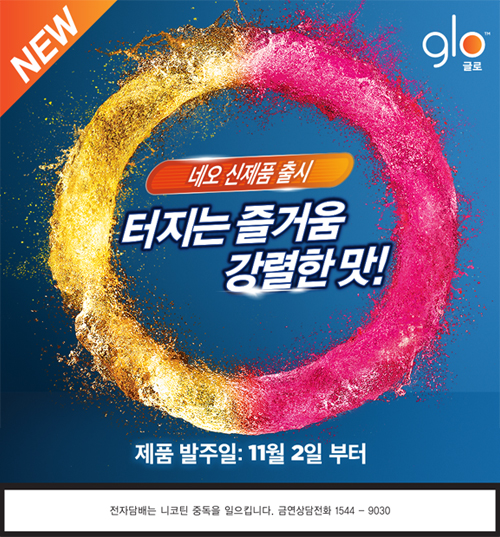 NEW
glo™
글로
네오 신제품 출시
터지는 즐거움
강렬한 맛!
제품 발주일: 11월 2일 부터
전자담배는 니코틴 중독을 일으킵니다. 금연상담전화 1544 - 9030